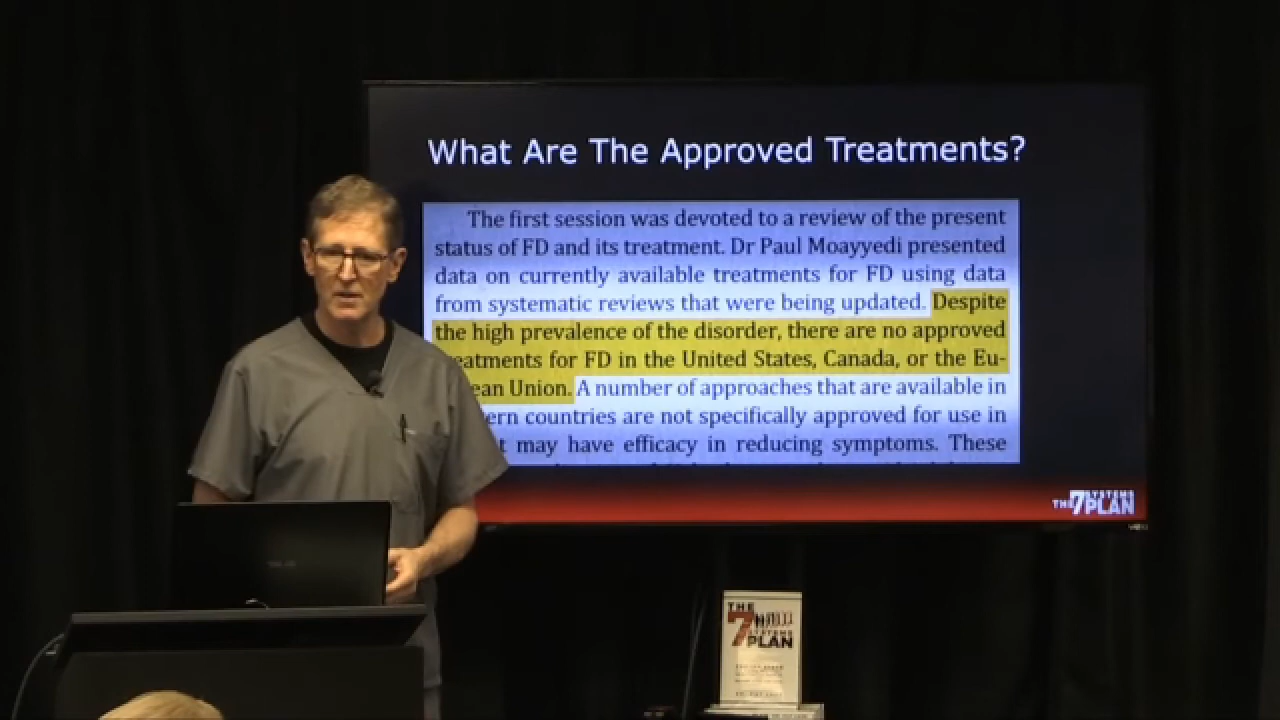 What Are The Approved Treatments?
The first session was devoted to a review of the present
status of FD and its treatment. Dr Paul Moayyedi presented
data on currently available treatments for FD using data
from systematic reviews that were being updated. Despite
the high prevalence of the disorder, there are no approved
eatments for FD in the United States, Canada, or the Eu-
ean Union. A number of approaches that are available in
ern countries are not specifically approved for use in
t may have efficacy in reducing symptoms. These
THE 7 SYSTEMS PLAN
THE
7
SYSTEMS
PLAN